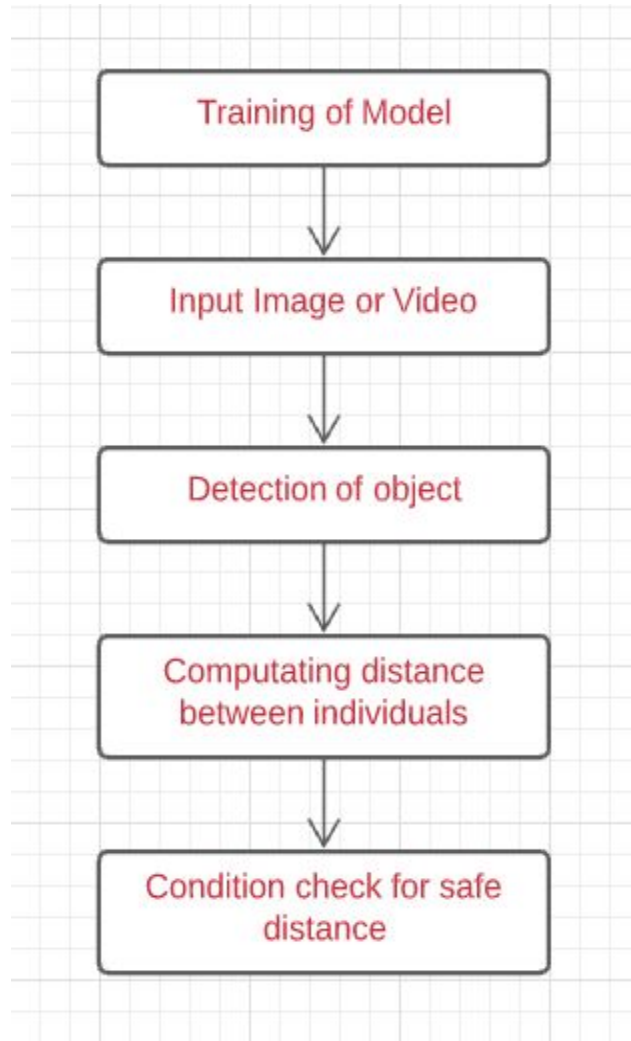 Training of Model
Input Image or Video
Detection of object
Computating distance
between individuals
Condition check for safe
distance